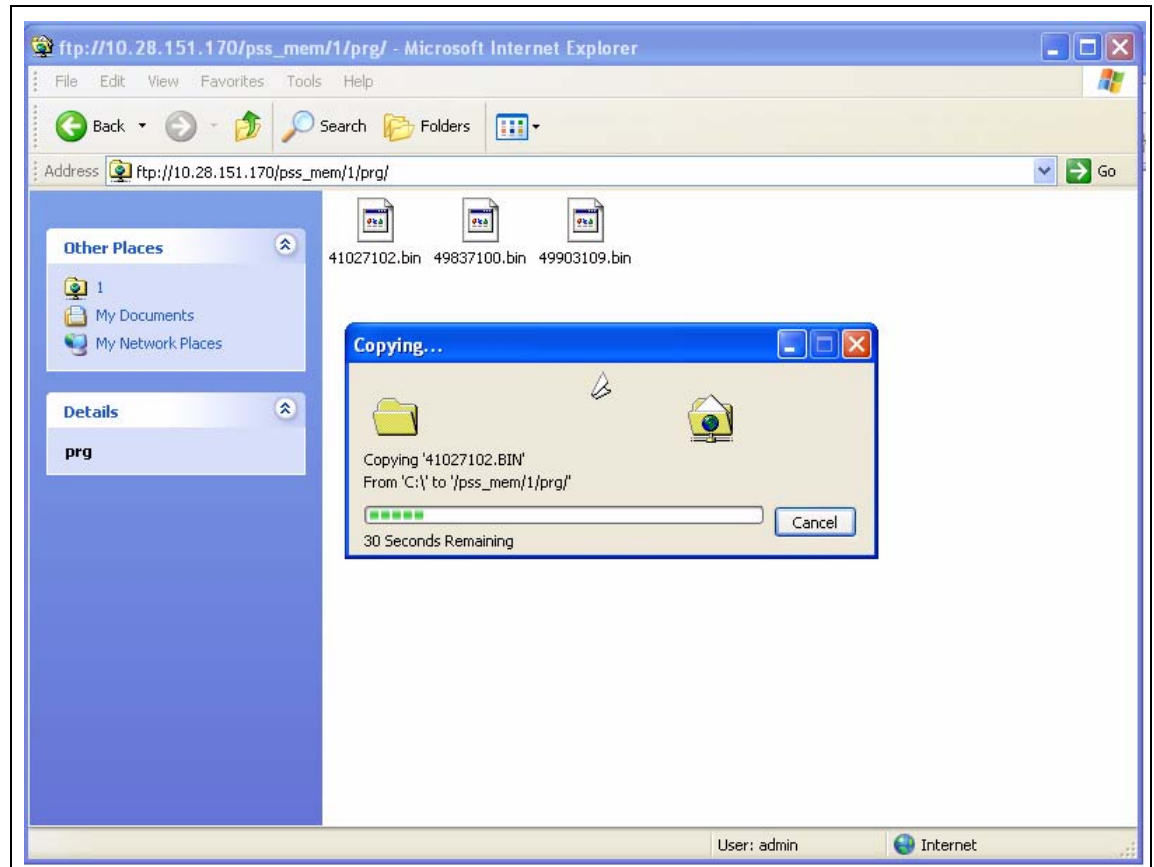 ftp://10.28.151.170/pss_mem/1/prg/ - Microsoft Internet Explorer
File Edit View Favorites Tools Help
Back Search Folders
Address ftp://10.28.151.170/pss_mem/1/prg/ Go
41027102.bin 49837100.bin 49903109.bin
Other Places
1
My Documents
My Network Places
Details
prg
Copying...
Copying '41027102.BIN'
From 'C:\' to '/pss_mem/1/prg/'
Cancel
30 Seconds Remaining
User: admin Internet